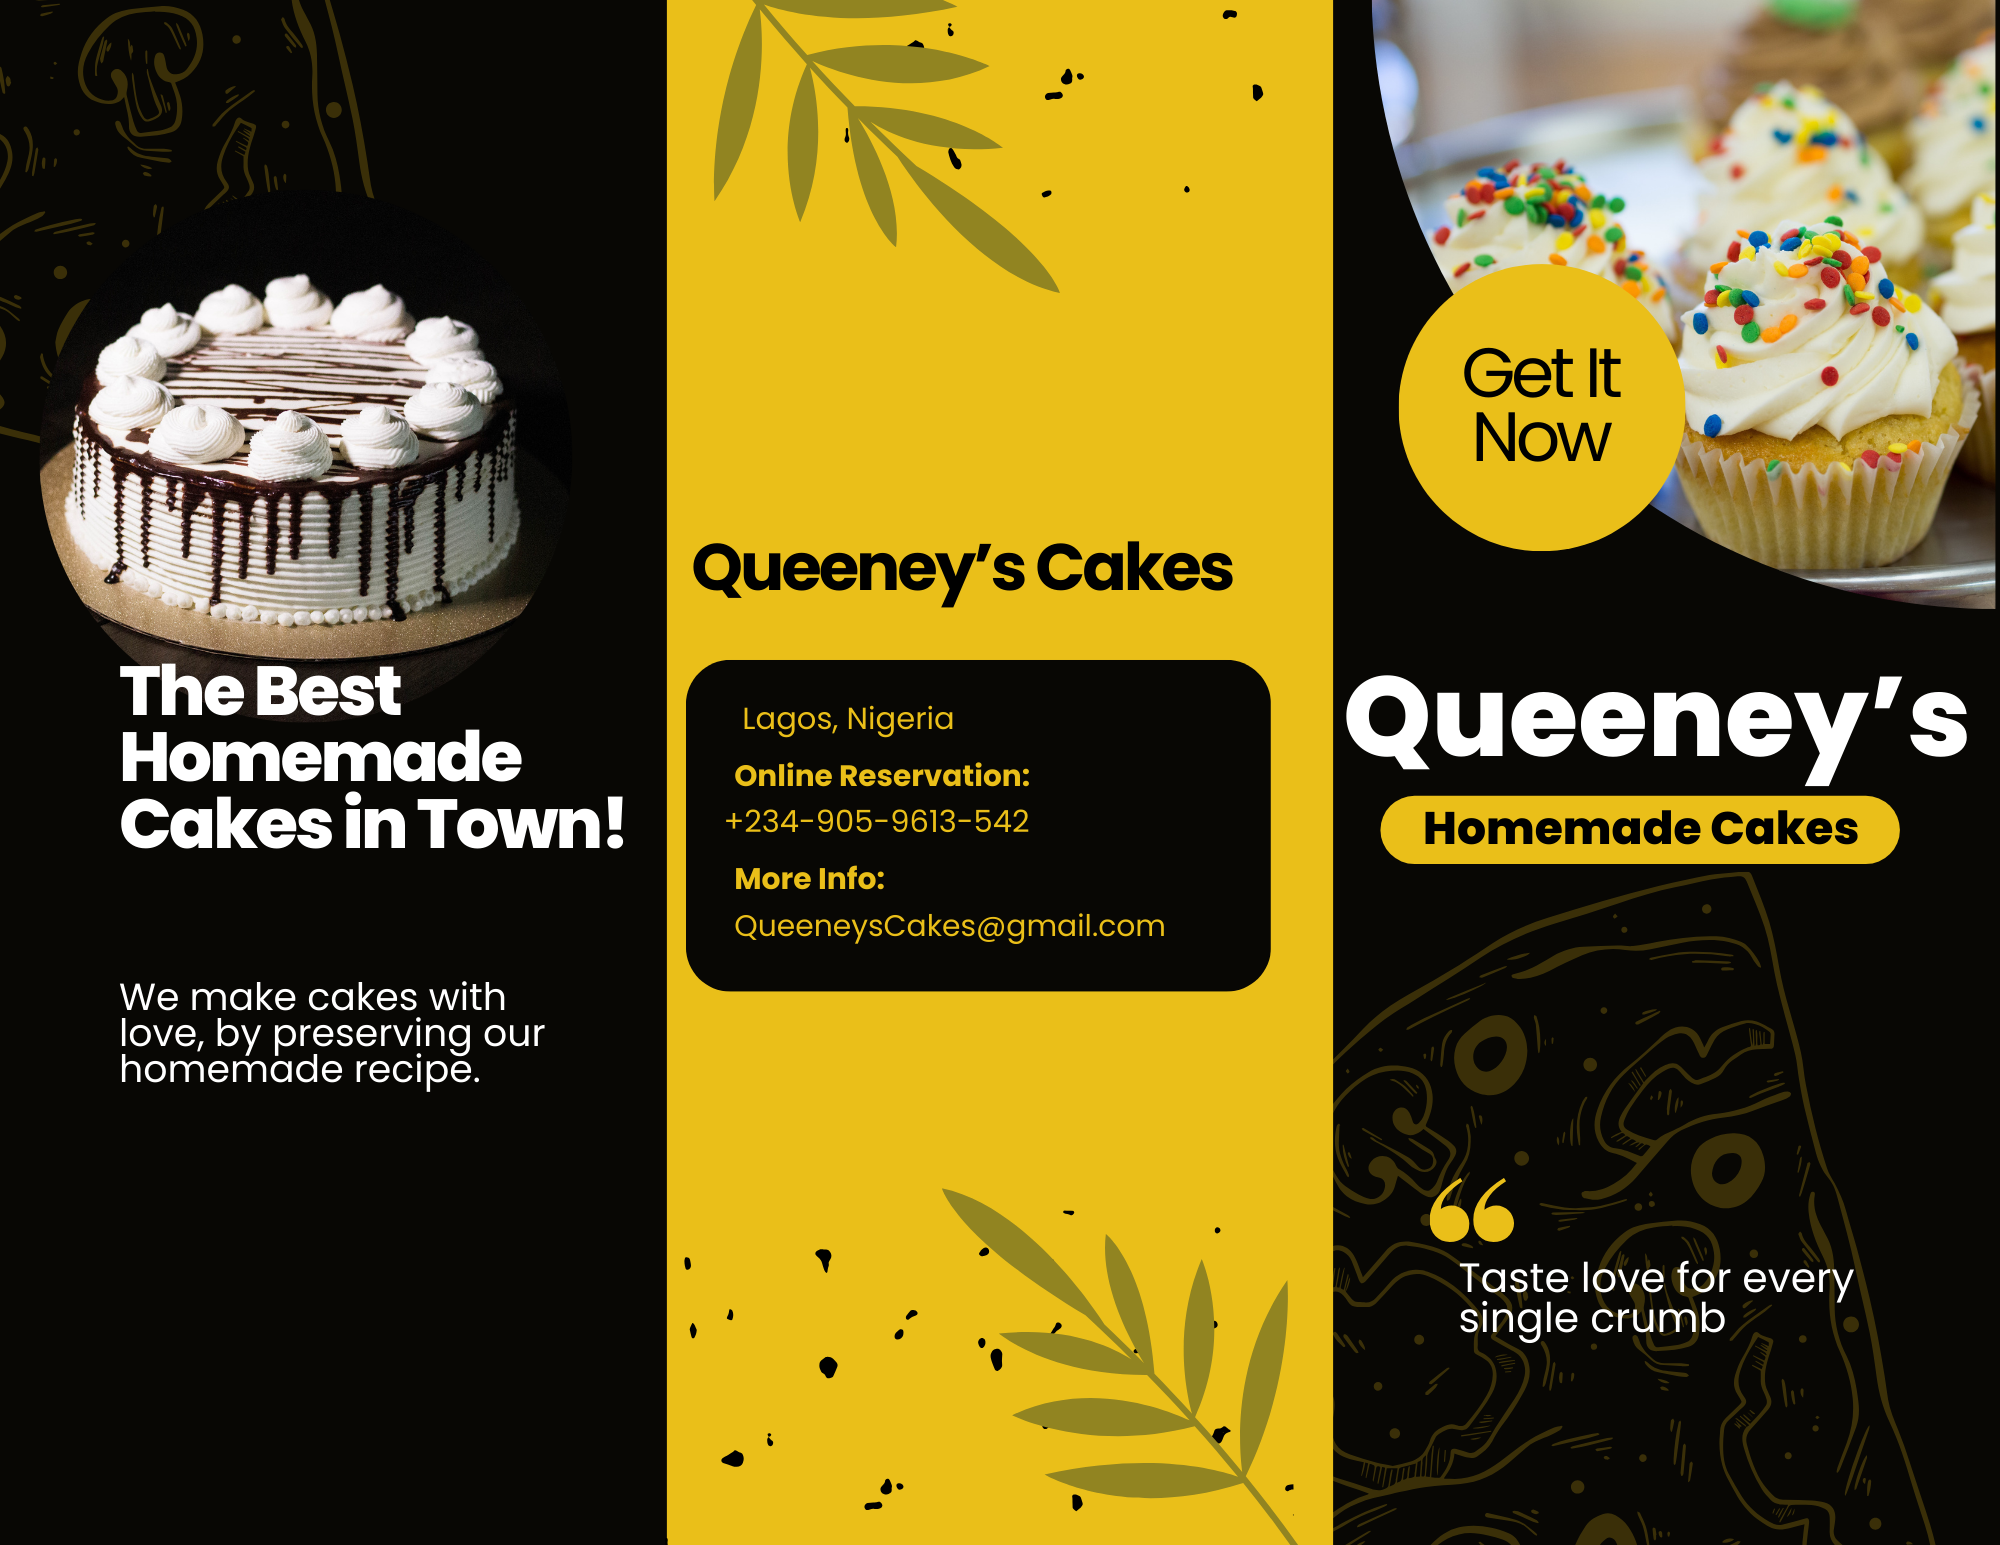 The Best
Homemade
Cakes in Town!
We make cakes with
love, by preserving our
homemade recipe.
Queeney’s Cakes
Lagos, Nigeria
Online Reservation:
+234-905-9613-542
More Info:
QueeneysCakes@gmail.com
Get It
Now
Queeney’s
Homemade Cakes
“
Taste love for every
single crumb